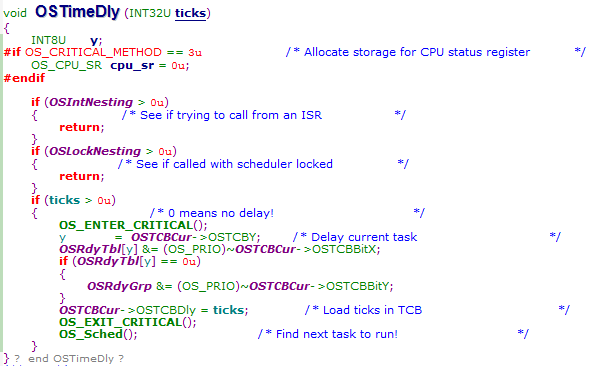 void OSTimeDly (INT32U ticks)
{
INT8U y;
#if OS_CRITICAL_METHOD == 3u /* Allocate storage for CPU status register */
OS_CPU_SR cpu_sr = 0u;
#endif
if (OSIntNesting > 0u)
{ /* See if trying to call from an ISR */
return;
}
if (OSLockNesting > 0u)
{ /* See if called with scheduler locked */
return;
}
if (ticks > 0u)
{ /* 0 means no delay! */
OS_ENTER_CRITICAL();
y = OSTCBCur->OSTCBY; /* Delay current task */
OSRdyTbl[y] &= (OS_PRIO)~OSTCBCur->OSTCBBitX;
if (OSRdyTbl[y] == 0u)
{
OSRdyGrp &= (OS_PRIO)~OSTCBCur->OSTCBBitY;
}
OSTCBCur->OSTCBDly = ticks; /* Load ticks in TCB */
OS_EXIT_CRITICAL();
OS_Sched(); /* Find next task to run! */
}
} ? end OSTimeDly ?